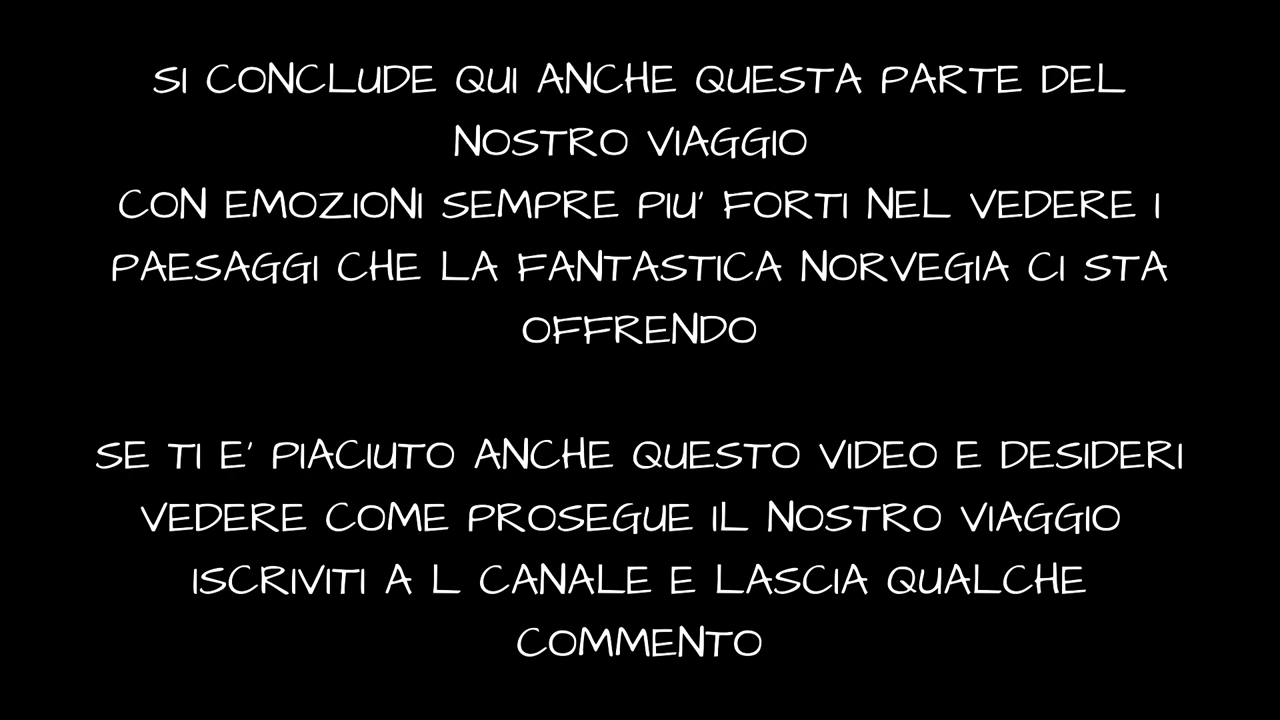 SI CONCLUDE QUI ANCHE QUESTA PARTE DEL
NOSTRO VIAGGIO
CON EMOZIONI SEMPRE PIU' FORTI NEL VEDERE I
PAESAGGI CHE LA FANTASTICA NORVEGIA CI STA
OFFRENDO
SE TI E' PIACIUTO ANCHE QUESTO VIDEO E DESIDERI
VEDERE COME PROSEGUE IL NOSTRO VIAGGIO
ISCRIVITI A L CANALE E LASCIA QUALCHE
COMMENTO